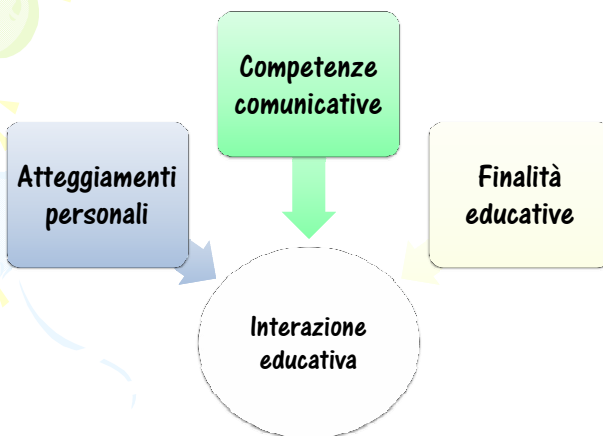 Competenze
comunicative
Atteggiamenti
personali
Finalità
educative
Interazione
educativa